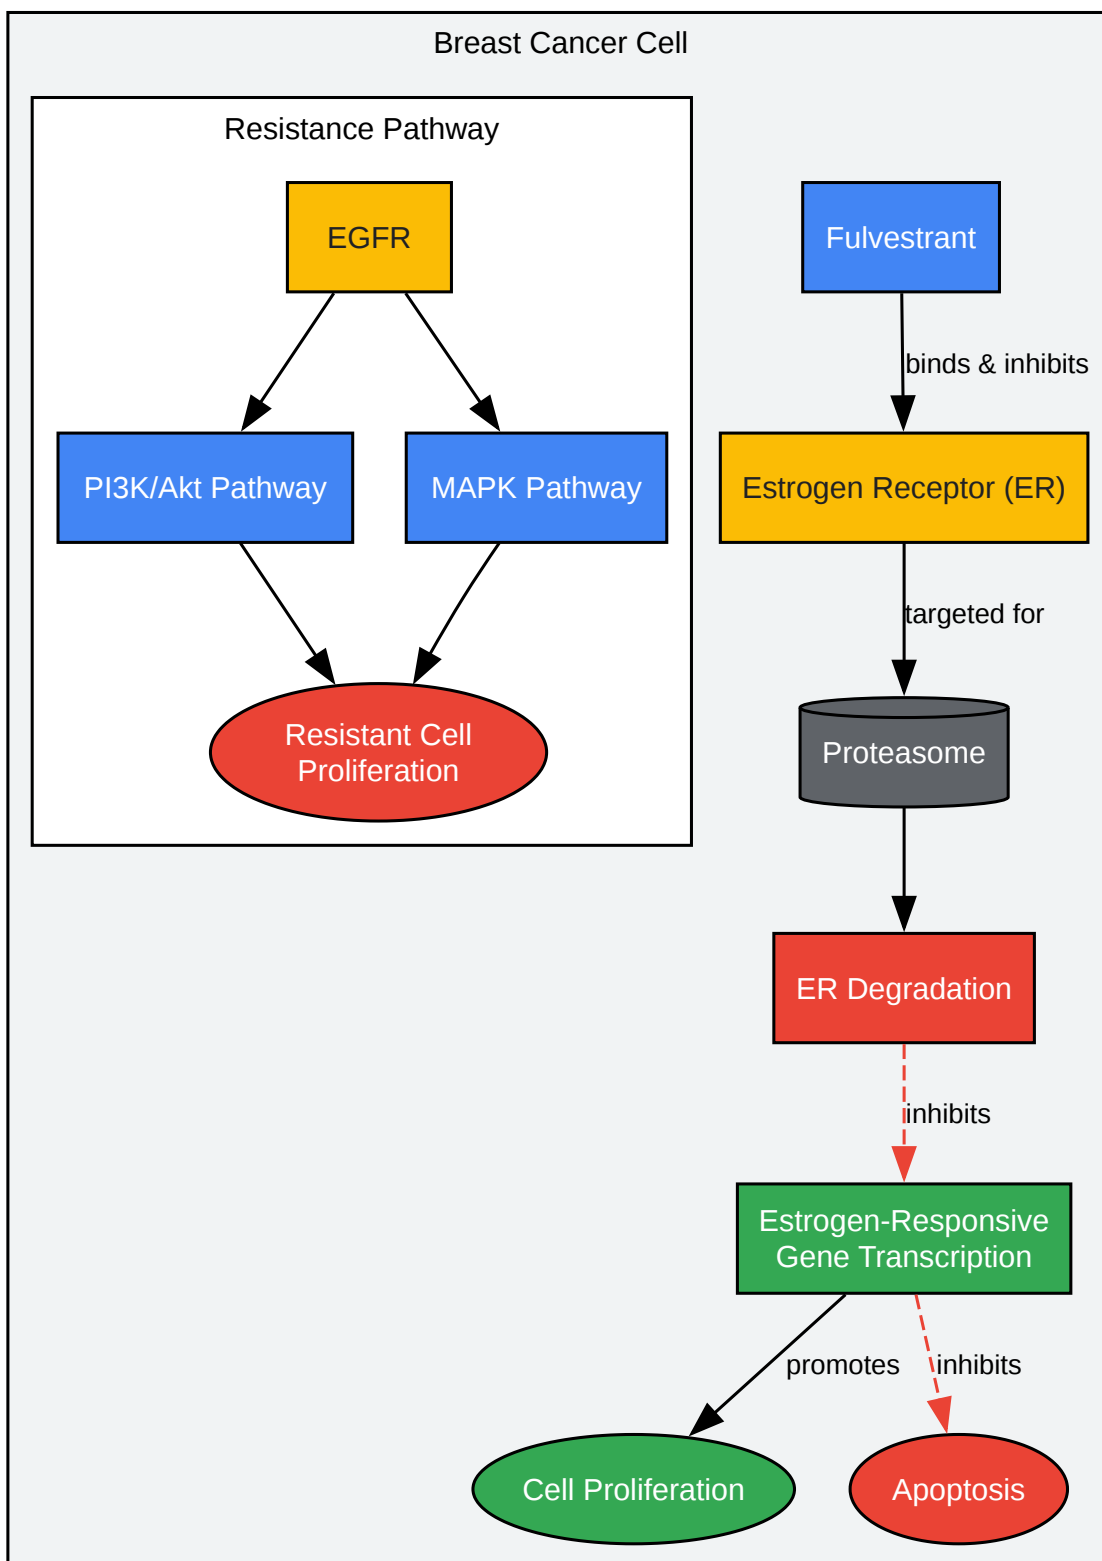 Breast Cancer Cell
Resistance Pathway
EGFR
Fulvestrant
binds & inhibits
PI3K/Akt Pathway
MAPK Pathway
Estrogen Receptor (ER)
targeted for
Resistant Cell
Proliferation
Proteasome
ER Degradation
inhibits
Estrogen-Responsive
Gene Transcription
promotes
inhibits
Cell Proliferation
Apoptosis